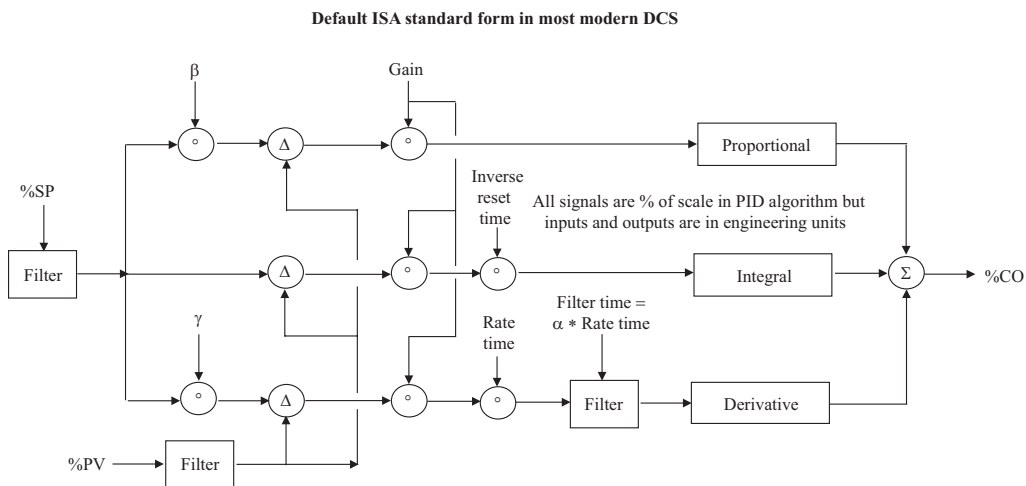 Default ISA standard form in most modern DCS
β
Gain
°
Δ
°
Proportional
%SP
Inverse
reset
time
All signals are % of scale in PID algorithm but
inputs and outputs are in engineering units
Filter
Δ
°
°
Integral
Σ
%CO
γ
Rate
time
Filter time =
α * Rate time
°
Δ
°
°
Filter
Derivative
%PV
Filter